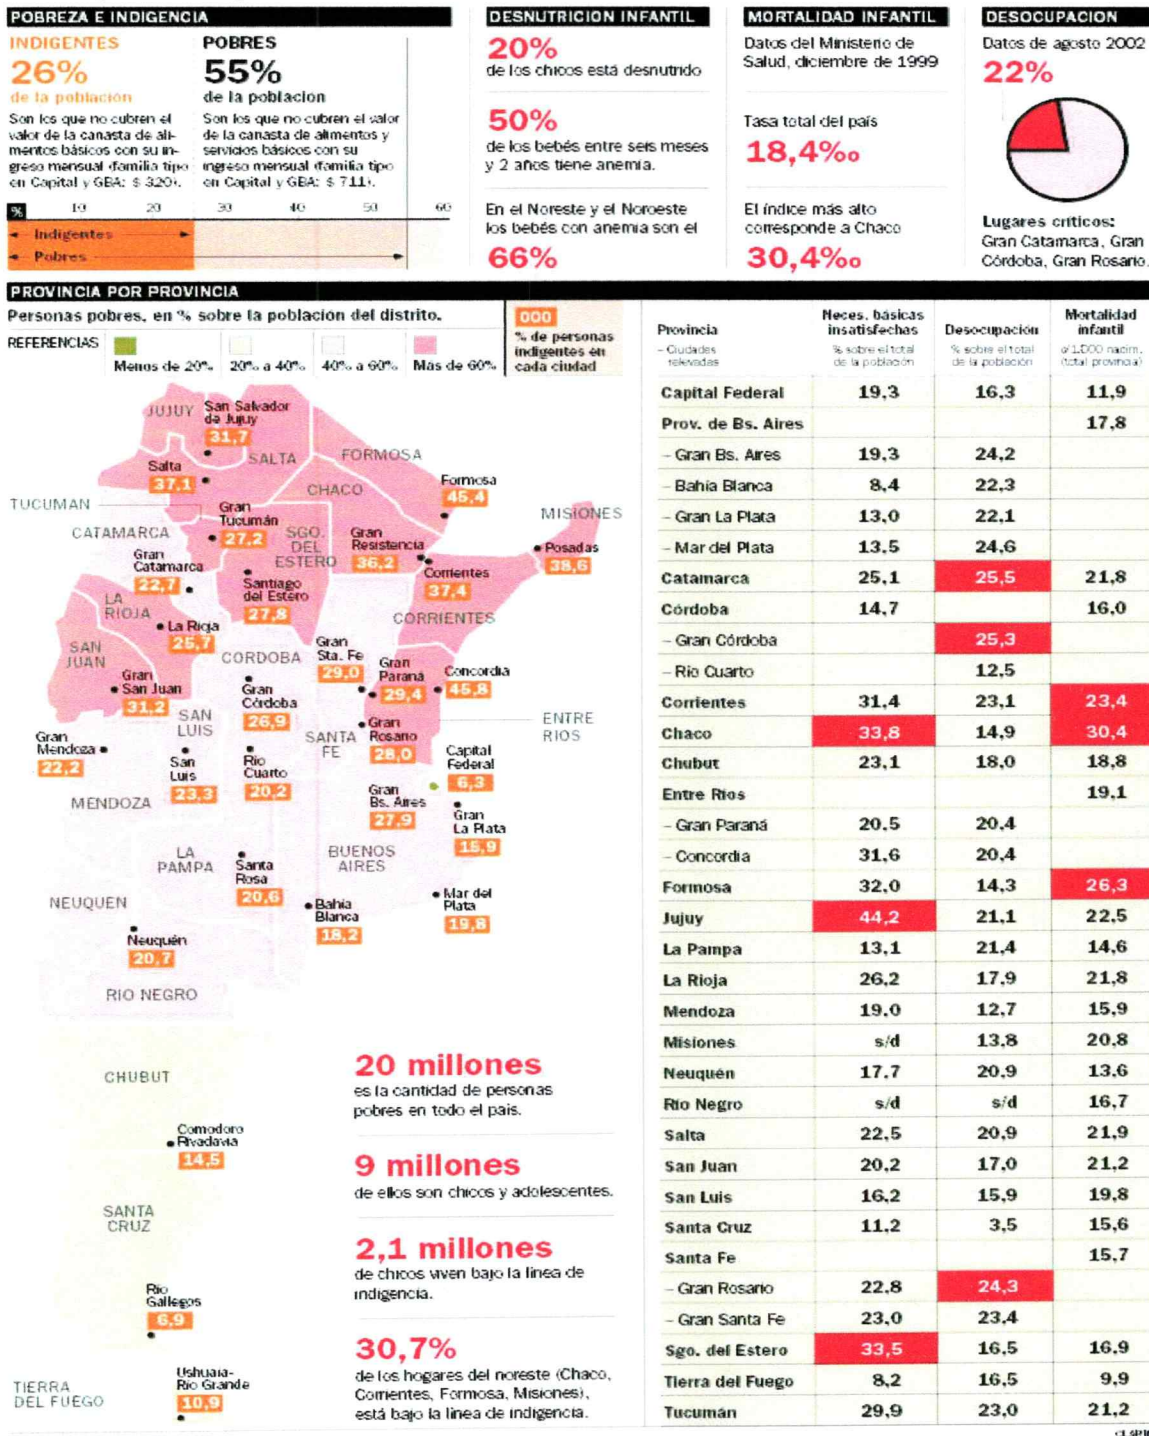 POBREZA E INDIGENCIA
INDIGENTES
26%
de la población
Son los que no cubren el
valor de la canasta de ali-
mentos básicos con su in-
greso mensual (familia tipo
en Capital y GBA: $ 320).
POBRES
55%
de la poblacion
Son los que no cubren el valor
de la canasta de alimentos y
servicios básicos con su
ingreso mensual (familia tipo
en Capital y GBA: $ 711).
% 10 20 30 40 50 60
Indigentes
Pobres
DESNUTRICION INFANTIL
20%
de los chicos está desnutrido
50%
de los bebés entre seis meses
y 2 años tiene anemia.
En el Noreste y el Noroeste
los bebés con anemia son el
66%
MORTALIDAD INFANTIL
Datos del Ministerio de
Salud, diciembre de 1999
Tasa total del país
18,4‰
El índice más alto
corresponde a Chaco
30,4‰
DESOCUPACION
Datos de agosto 2002
22%
Lugares críticos:
Gran Catamarca, Gran
Córdoba, Gran Rosario.
PROVINCIA POR PROVINCIA
Personas pobres, en % sobre la población del distrito.
REFERENCIAS
Menos de 20%
20% a 40%
40% a 60%
Más de 60%
000
% de personas
indigentes en
cada ciudad
JUJUY
San Salvador
de Jujuy
31,7
SALTA
Salta
37,1
FORMOSA
Formosa
45,4
CHACO
TUCUMAN
Gran
Tucumán
27,2
CATAMARCA
Gran
Catamarca
22,7
SGO.
DEL
ESTERO
Santiago
del Estero
27,8
Gran
Resistencia
36,2
MISIONES
Posadas
38,6
Corrientes
37,4
CORRIENTES
LA
RIOJA
La Rioja
25,7
SAN
JUAN
Gran
San Juan
31,2
CORDOBA
Gran
Córdoba
26,9
Gran
Sta. Fe
29,0
Gran
Paraná
29,4
Concordia
45,8
ENTRE
RIOS
SAN
LUIS
San
Luis
23,3
Río
Cuarto
20,2
SANTA
FE
Gran
Rosario
28,0
Gran
Mendoza
22,2
MENDOZA
Capital
Federal
6,3
Gran
Bs. Aires
27,9
Gran
La Plata
15,9
LA
PAMPA
Santa
Rosa
20,6
BUENOS
AIRES
Mar del
Plata
19,8
Bahía
Blanca
18,2
NEUQUEN
Neuquén
20,7
RIO NEGRO
CHUBUT
Comodoro
Rivadavia
14,5
SANTA
CRUZ
Río
Gallegos
6,9
TIERRA
DEL FUEGO
Ushuaia-
Río Grande
10,9
20 millones
es la cantidad de personas
pobres en todo el país.
9 millones
de ellos son chicos y adolescentes.
2,1 millones
de chicos viven bajo la línea de
indigencia.
30,7%
de los hogares del noreste (Chaco,
Corrientes, Formosa, Misiones),
está bajo la línea de indigencia.
Provincia
– Ciudades
relevadas
Neces. básicas
insatisfechas
% sobre el total
de la población
Desocupación
% sobre el total
de la población
Mortalidad
infantil
c/1.000 nacim.
(total provincia)
Capital Federal 19,3 16,3 11,9
Prov. de Bs. Aires 17,8
– Gran Bs. Aires 19,3 24,2
– Bahía Blanca 8,4 22,3
– Gran La Plata 13,0 22,1
– Mar del Plata 13,5 24,6
Catamarca 25,1 25,5 21,8
Córdoba 14,7 16,0
– Gran Córdoba 25,3
– Río Cuarto 12,5
Corrientes 31,4 23,1 23,4
Chaco 33,8 14,9 30,4
Chubut 23,1 18,0 18,8
Entre Ríos 19,1
– Gran Paraná 20,5 20,4
– Concordia 31,6 20,4
Formosa 32,0 14,3 26,3
Jujuy 44,2 21,1 22,5
La Pampa 13,1 21,4 14,6
La Rioja 26,2 17,9 21,8
Mendoza 19,0 12,7 15,9
Misiones s/d 13,8 20,8
Neuquén 17,7 20,9 13,6
Río Negro s/d s/d 16,7
Salta 22,5 20,9 21,9
San Juan 20,2 17,0 21,2
San Luis 16,2 15,9 19,8
Santa Cruz 11,2 3,5 15,6
Santa Fe 15,7
– Gran Rosario 22,8 24,3
– Gran Santa Fe 23,0 23,4
Sgo. del Estero 33,5 16,5 16,9
Tierra del Fuego 8,2 16,5 9,9
Tucumán 29,9 23,0 21,2